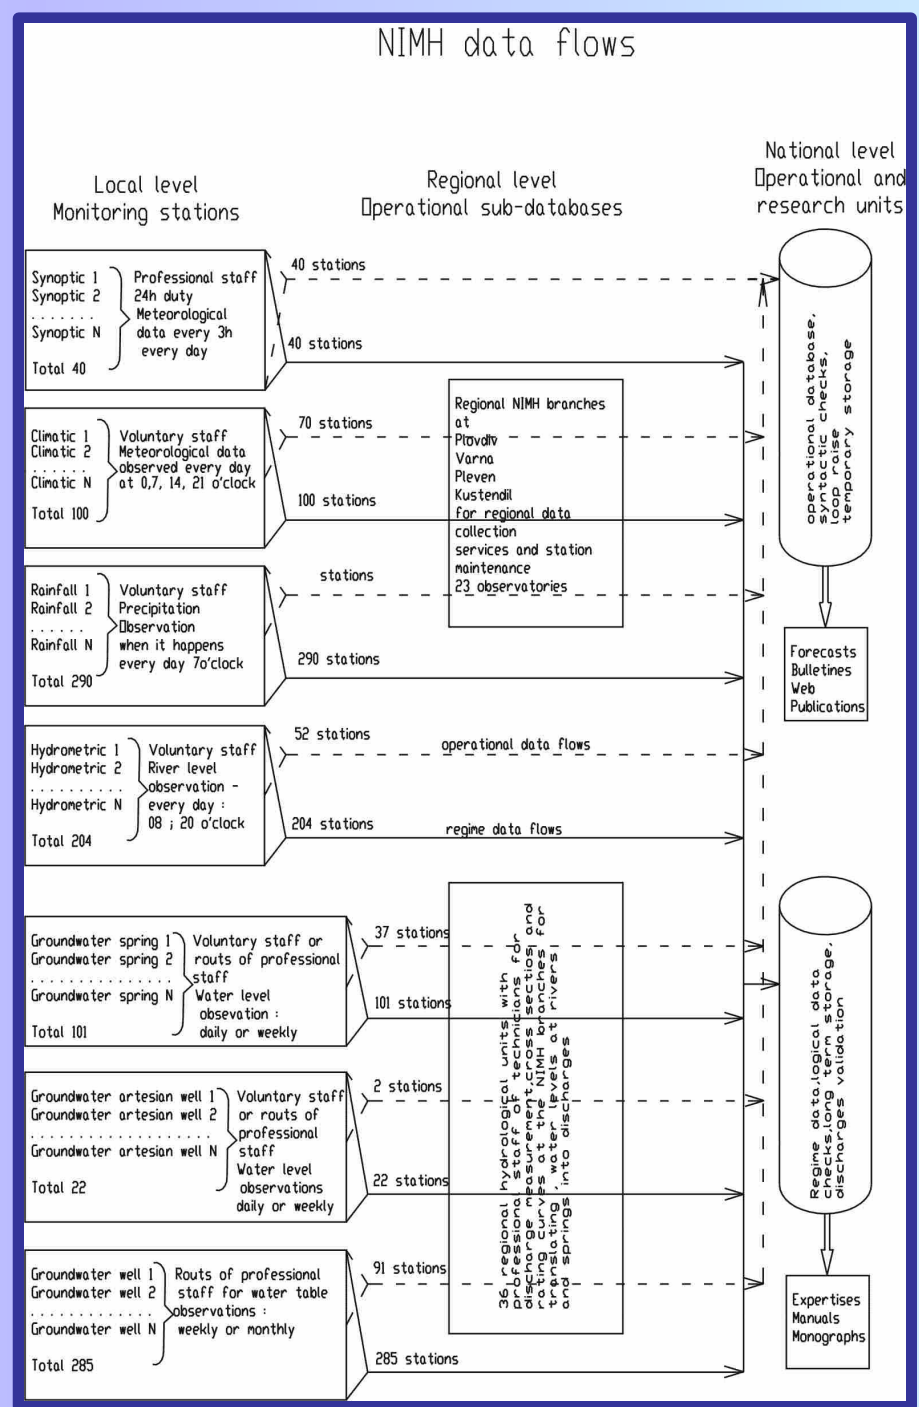 NIMH data flows
Local level
Monitoring stations
Regional level
Operational sub-databases
National level
Operational and
research units
Synoptic 1
Synoptic 2
. . . . . . .
Synoptic N
Total 40
Professional staff
24h duty
Meteorological
data every 3h
every day
40 stations
40 stations
Climatic 1
Climatic 2
. . . . . .
Climatic N
Total 100
Voluntary staff
Meteorological data
observed every day
at 0,7, 14, 21 o'clock
70 stations
100 stations
Rainfall 1
Rainfall 2
. . . . . .
Rainfall N
Total 290
Voluntary staff
Precipitation
Observation
when it happens
every day 7o'clock
stations
290 stations
Hydrometric 1
Hydrometric 2
. . . . . . . . . .
Hydrometric N
Total 204
Voluntary staff
River level
observation -
every day :
08 ; 20 o'clock
52 stations
operational data flows
204 stations
regime data flows
Groundwater spring 1
Groundwater spring 2
. . . . . . . . . . . . . . .
Groundwater spring N
Total 101
Voluntary staff or
routs of professional
staff
Water level
obsevation :
daily or weekly
37 stations
101 stations
Groundwater artesian well 1
Groundwater artesian well 2
. . . . . . . . . . . . . . . . . . .
Groundwater artesian well N
Total 22
Voluntary staff
or routs of
professional
staff
Water level
observations
daily or weekly
2 stations
22 stations
Groundwater well 1
Groundwater well 2
. . . . . . . . . . . . .
Groundwater well N
Total 285
Routs of professional
staff for water table
observations :
weekly or monthly
91 stations
285 stations
Regional NIMH branches
at
Plovdiv
Varna
Pleven
Kustendil
for regional data
collection
services and station
maintenance
23 observatories
36 regional hydrological units with
professional staff of technicians for
discharge measurement,cross sectios and
rating curves at the NIMH branches for
translating , water levels at rivers
and springs into discharges
operational database,
syntactic checks,
loop raise
temporary storage
Forecasts
Bulletines
Web
Publications
Regime data,logical data
checks,long term storage,
discharges validation
Expertises
Manuals
Monographs